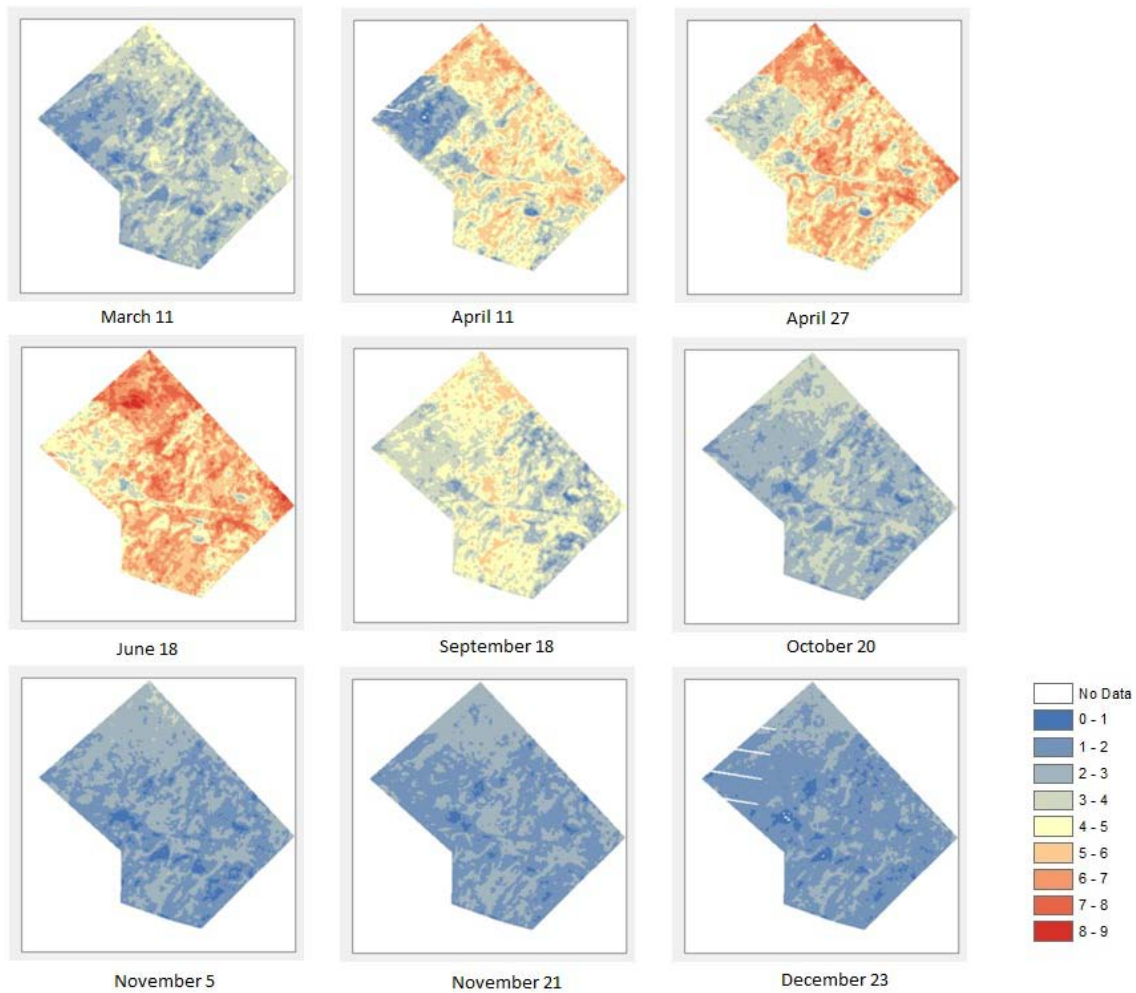 March 11
April 11
April 27
June 18
September 18
October 20
November 5
November 21
December 23
No Data
0 - 1
1 - 2
2 - 3
3 - 4
4 - 5
5 - 6
6 - 7
7 - 8
8 - 9